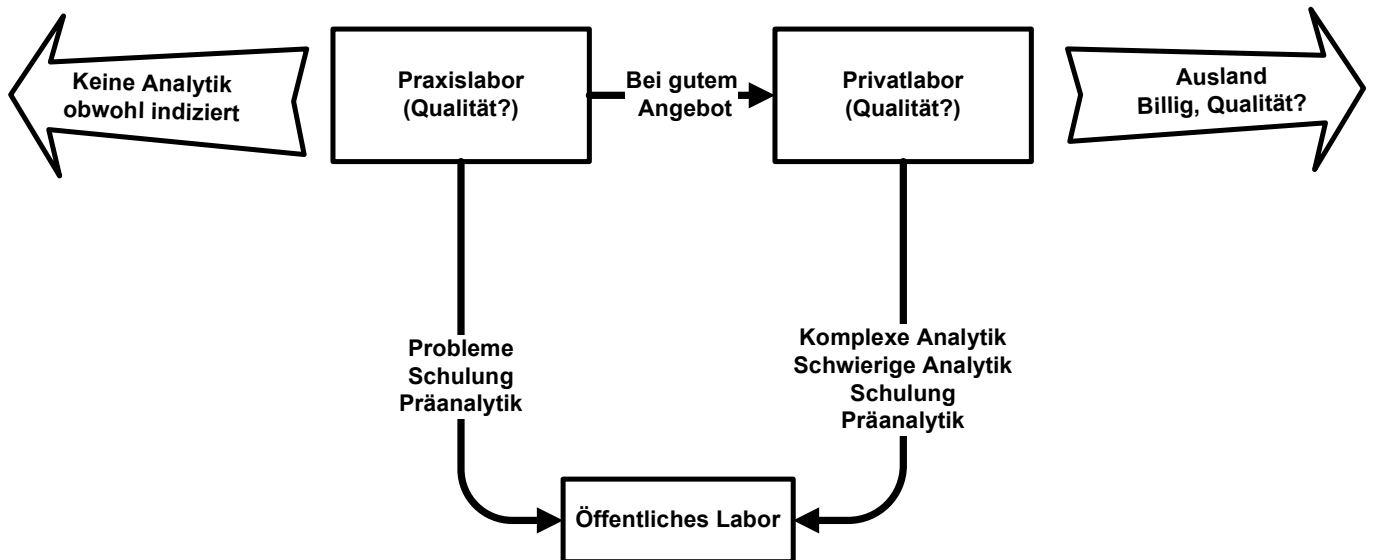 Keine Analytik
obwohl indiziert
Praxislabor
(Qualität?)
Bei gutem
Angebot
Privatlabor
(Qualität?)
Ausland
Billig, Qualität?
Probleme
Schulung
Präanalytik
Komplexe Analytik
Schwierige Analytik
Schulung
Präanalytik
Öffentliches Labor